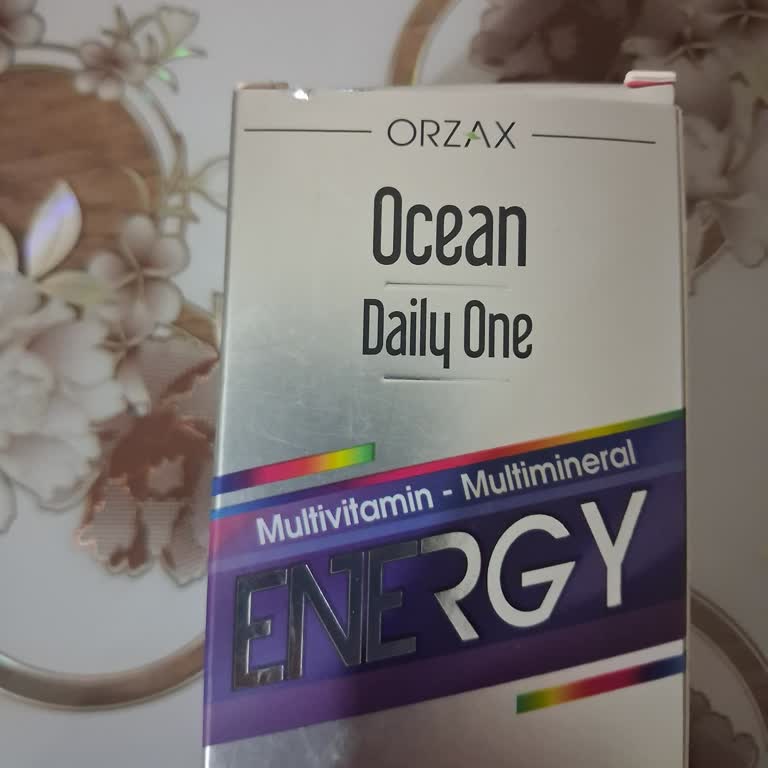 ORZAX
Ocean
Daily One
Multivitamin - Multimineral
ENERGY